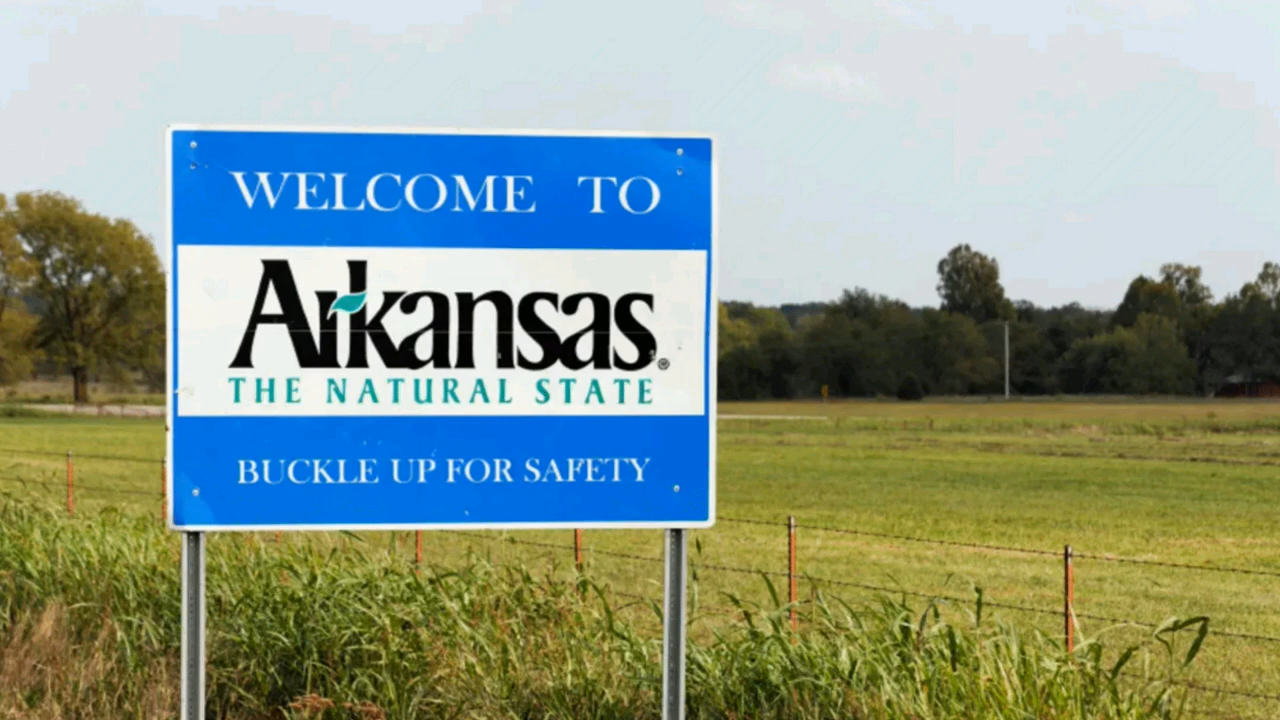 WELCOME TO
Arkansas®
THE NATURAL STATE
BUCKLE UP FOR SAFETY